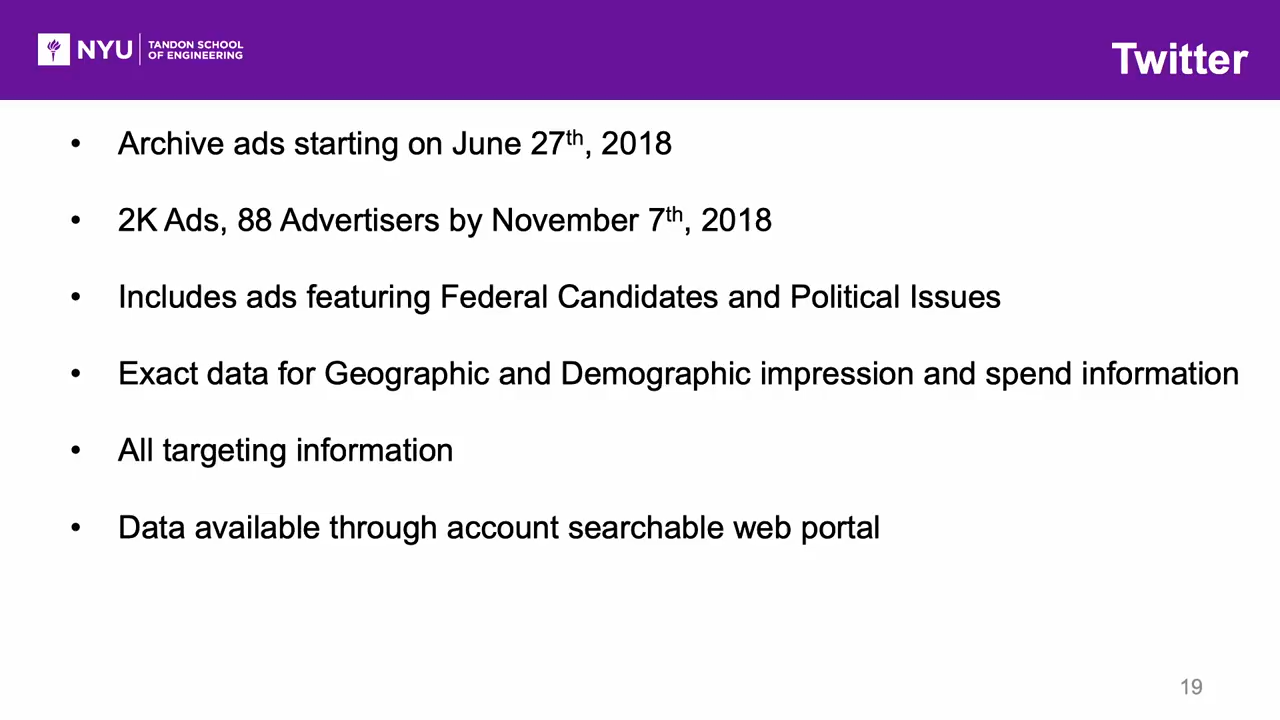 NYU
TANDON SCHOOL
OF ENGINEERING
Twitter
• Archive ads starting on June 27th, 2018
• 2K Ads, 88 Advertisers by November 7th, 2018
• Includes ads featuring Federal Candidates and Political Issues
• Exact data for Geographic and Demographic impression and spend information
• All targeting information
• Data available through account searchable web portal
19